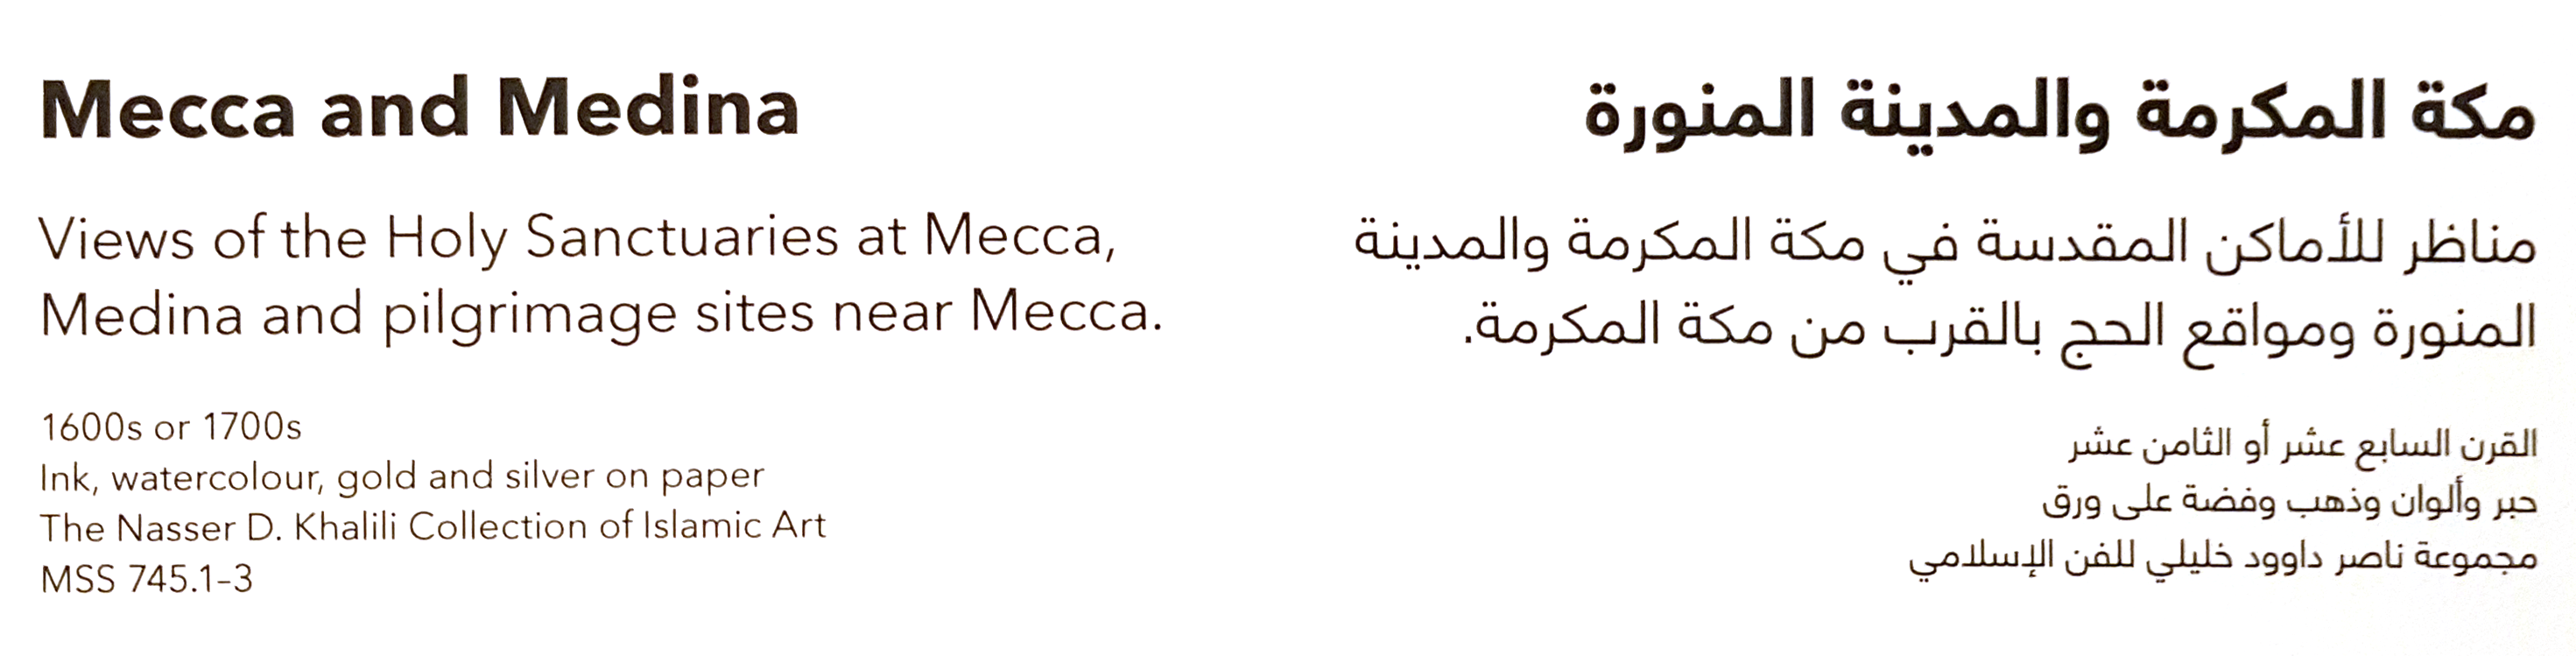 Mecca and Medina
Views of the Holy Sanctuaries at Mecca,
Medina and pilgrimage sites near Mecca.
1600s or 1700s
Ink, watercolour, gold and silver on paper
The Nasser D. Khalili Collection of Islamic Art
MSS 745.1–3
مكة المكرمة والمدينة المنورة
مناظر للأماكن المقدسة في مكة المكرمة والمدينة
المنورة ومواقع الحج بالقرب من مكة المكرمة.
القرن السابع عشر أو الثامن عشر
حبر وألوان وذهب وفضة على ورق
مجموعة ناصر داوود خليلي للفن الإسلامي